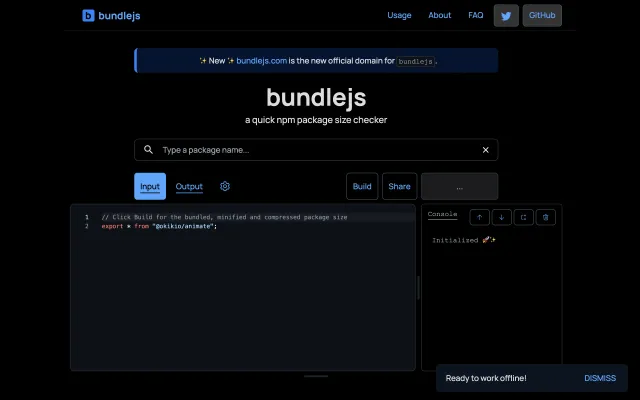 bundlejs
Usage
About
FAQ
GitHub
✨ New ✨ bundlejs.com is the new official domain for bundlejs.
bundlejs
a quick npm package size checker
Type a package name...
Input
Output
Build
Share
...
1 // Click Build for the bundled, minified and compressed package size
2 export * from "@okikio/animate";
Console
Initialized 🚀✨
Ready to work offline!
DISMISS